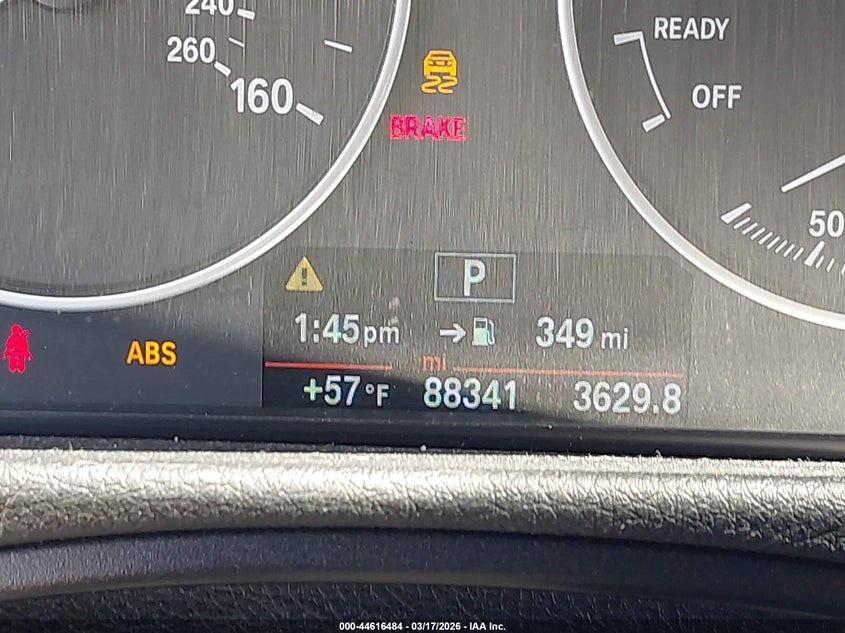 240
260
160
BRAKE
READY
OFF
50
P
1:45pm 349 mi
ABS
mi
+57°F 88341 3629.8
000-44616484 - 03/17/2026 - IAA Inc.